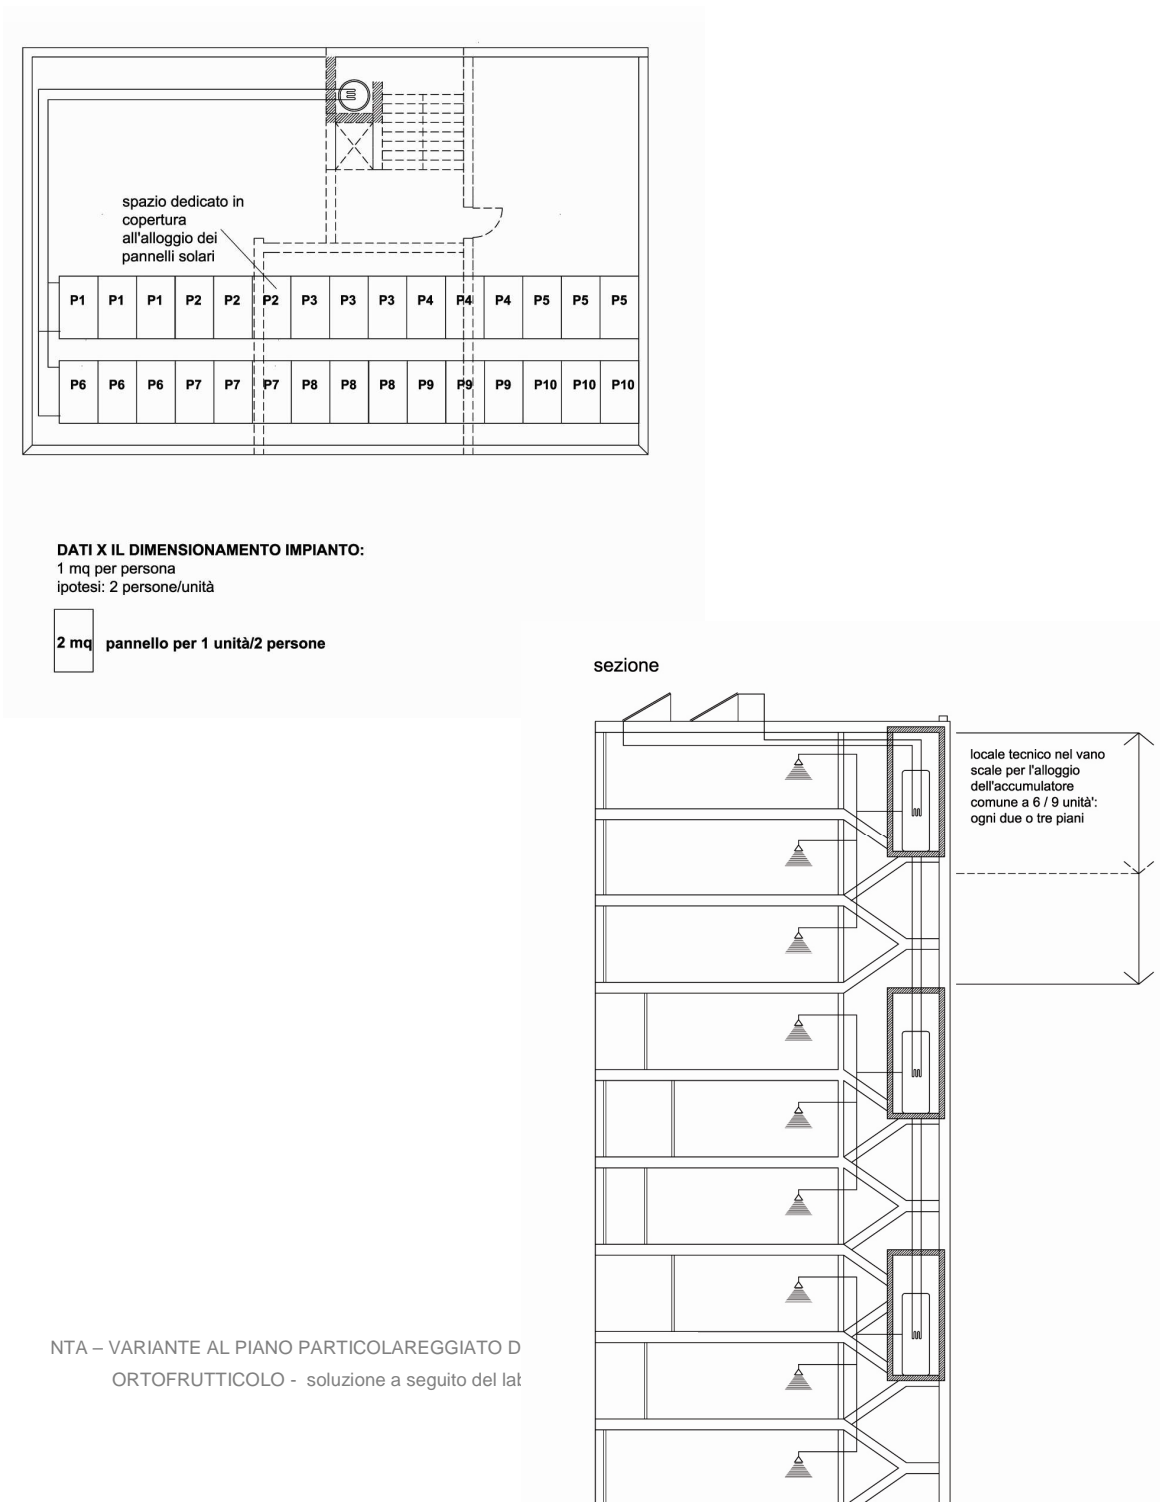 spazio dedicato in
copertura
all'alloggio dei
pannelli solari
P1 P1 P1 P2 P2 P2 P3 P3 P3 P4 P4 P4 P5 P5 P5
P6 P6 P6 P7 P7 P7 P8 P8 P8 P9 P9 P9 P10 P10 P10
DATI X IL DIMENSIONAMENTO IMPIANTO:
1 mq per persona
ipotesi: 2 persone/unità
2 mq pannello per 1 unità/2 persone
sezione
locale tecnico nel vano
scale per l'alloggio
dell'accumulatore
comune a 6 / 9 unità':
ogni due o tre piani
NTA – VARIANTE AL PIANO PARTICOLAREGGIATO D
ORTOFRUTTICOLO - soluzione a seguito del lab